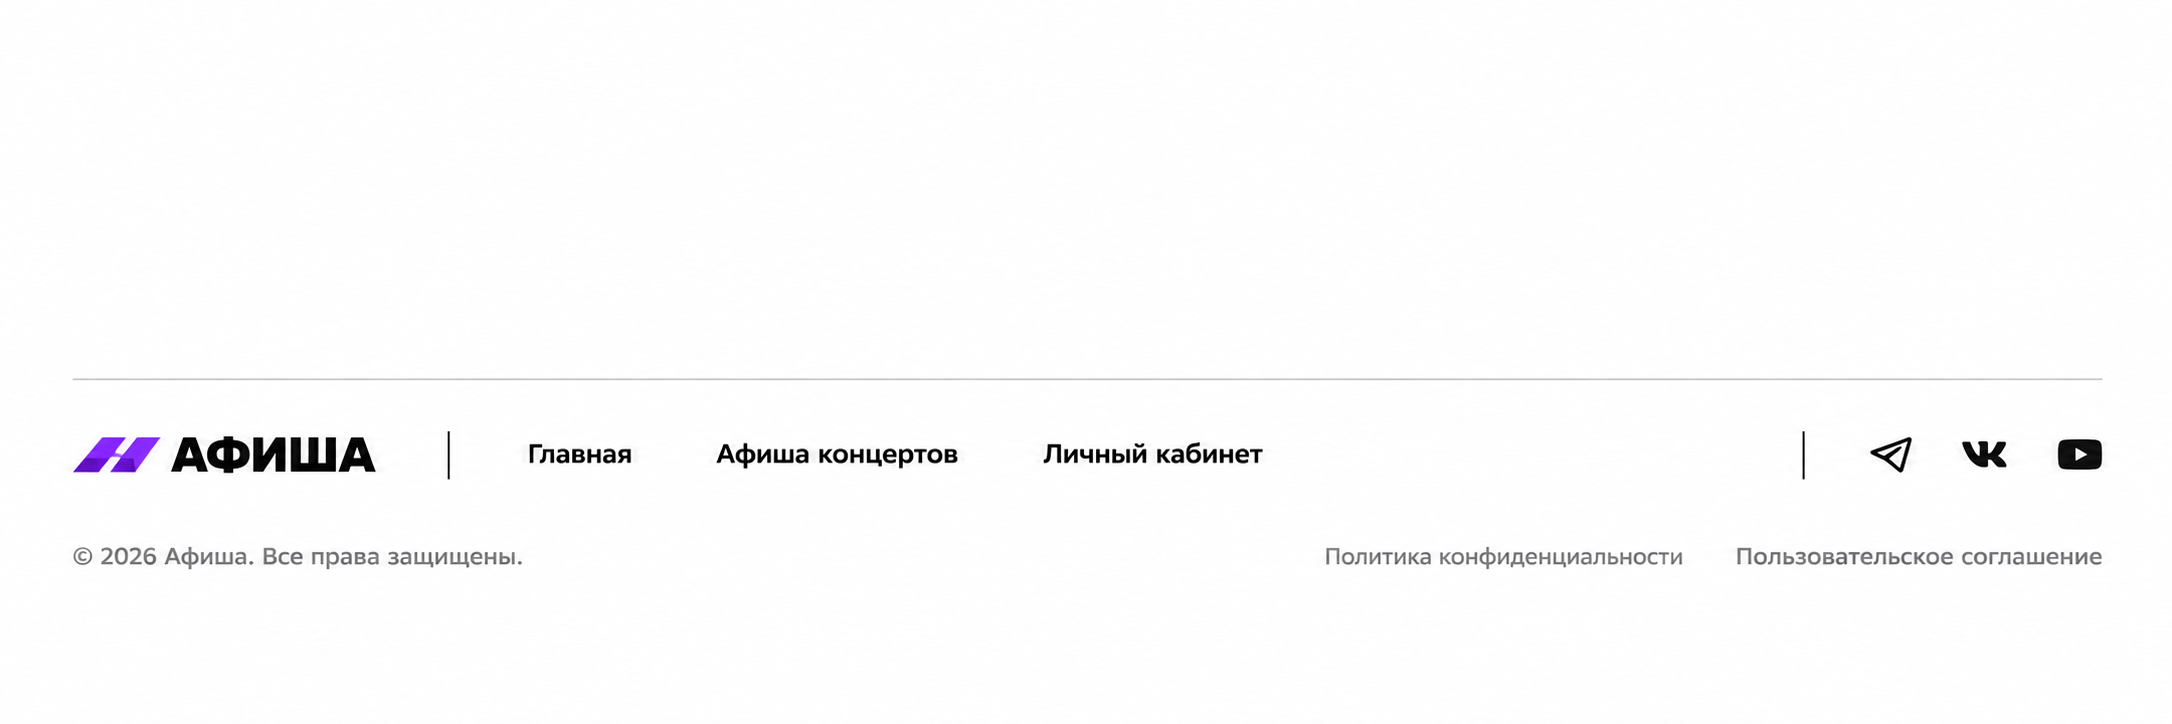 АФИША
Главная Афиша концертов Личный кабинет
© 2026 Афиша. Все права защищены. Политика конфиденциальности Пользовательское соглашение